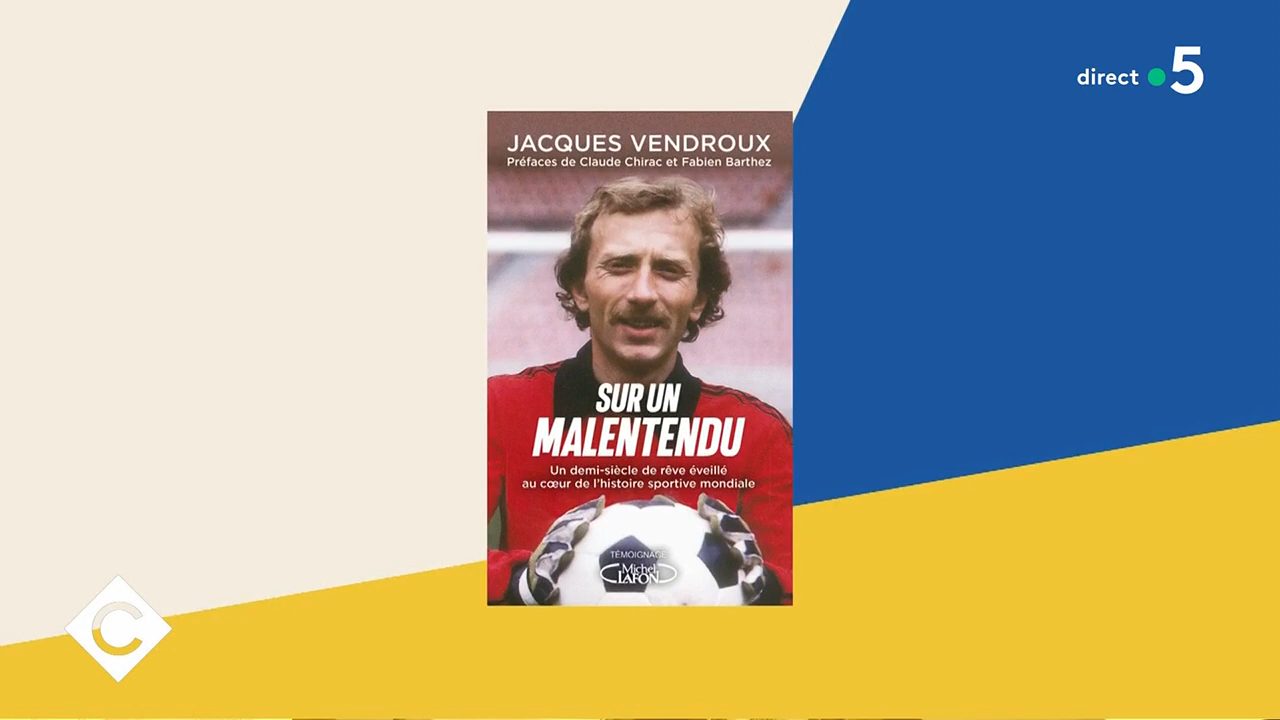 direct 5
JACQUES VENDROUX
Préfaces de Claude Chirac et Fabien Barthez
SUR UN
MALENTENDU
Un demi-siècle de rêve éveillé
au cœur de l'histoire sportive mondiale
TÉMOIGNAGE
Michel
LAFON
C